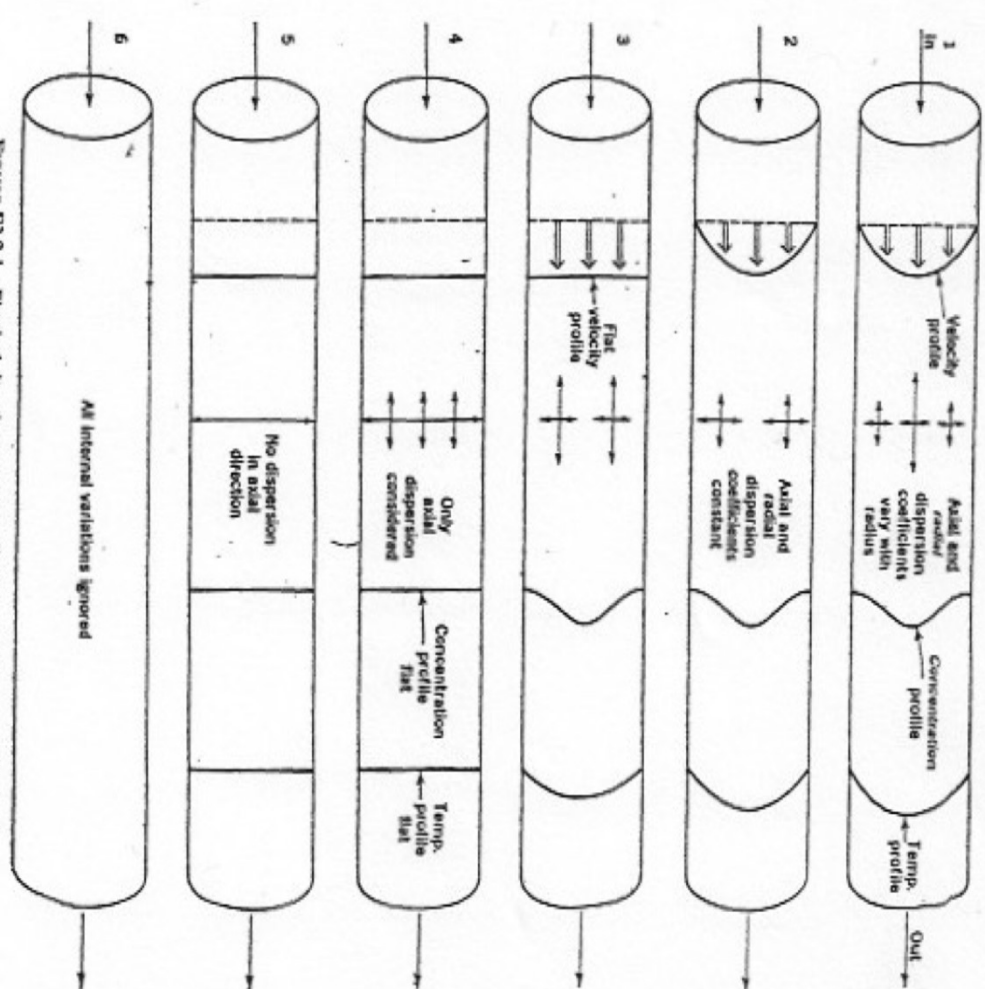 1
In
Velocity
profile
Axial and
radial
dispersion
coefficients
vary with
radius
Concentration
profile
Temp.
profile
Out
2
Axial and
radial
dispersion
coefficients
constant
3
Flat
velocity
profile
4
Only
axial
dispersion
considered
Concentration
profile
flat
Temp.
profile
flat
5
No dispersion
in axial
direction
6
All internal variations ignored